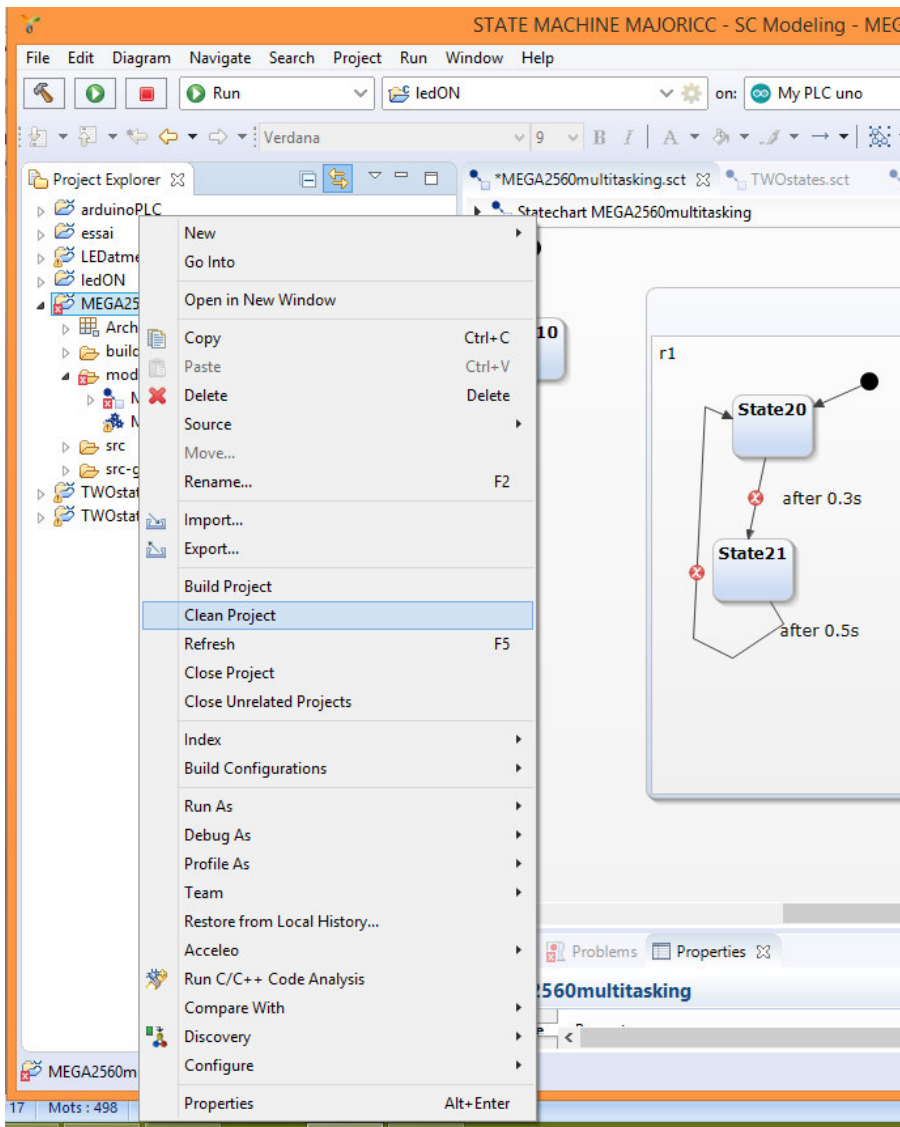 STATE MACHINE MAJORICC - SC Modeling - MEG
File Edit Diagram Navigate Search Project Run Window Help
Run ledON on: My PLC uno
Verdana 9 B I A
Project Explorer *MEGA2560multitasking.sct TWOstates.sct
arduinoPLC Statechart MEGA2560multitasking
essai
LEDatme
ledON
MEGA25
Arch
build
mod
M
M
src
src-g
TWOstat
TWOstat
New
Go Into
Open in New Window
Copy Ctrl+C
Paste Ctrl+V
Delete Delete
Source
Move...
Rename... F2
Import...
Export...
Build Project
Clean Project
Refresh F5
Close Project
Close Unrelated Projects
Index
Build Configurations
Run As
Debug As
Profile As
Team
Restore from Local History...
Acceleo
Run C/C++ Code Analysis
Compare With
Discovery
Configure
Properties Alt+Enter
10
r1
State20
after 0.3s
State21
after 0.5s
Problems Properties
2560multitasking
MEGA2560m
17 Mots : 498